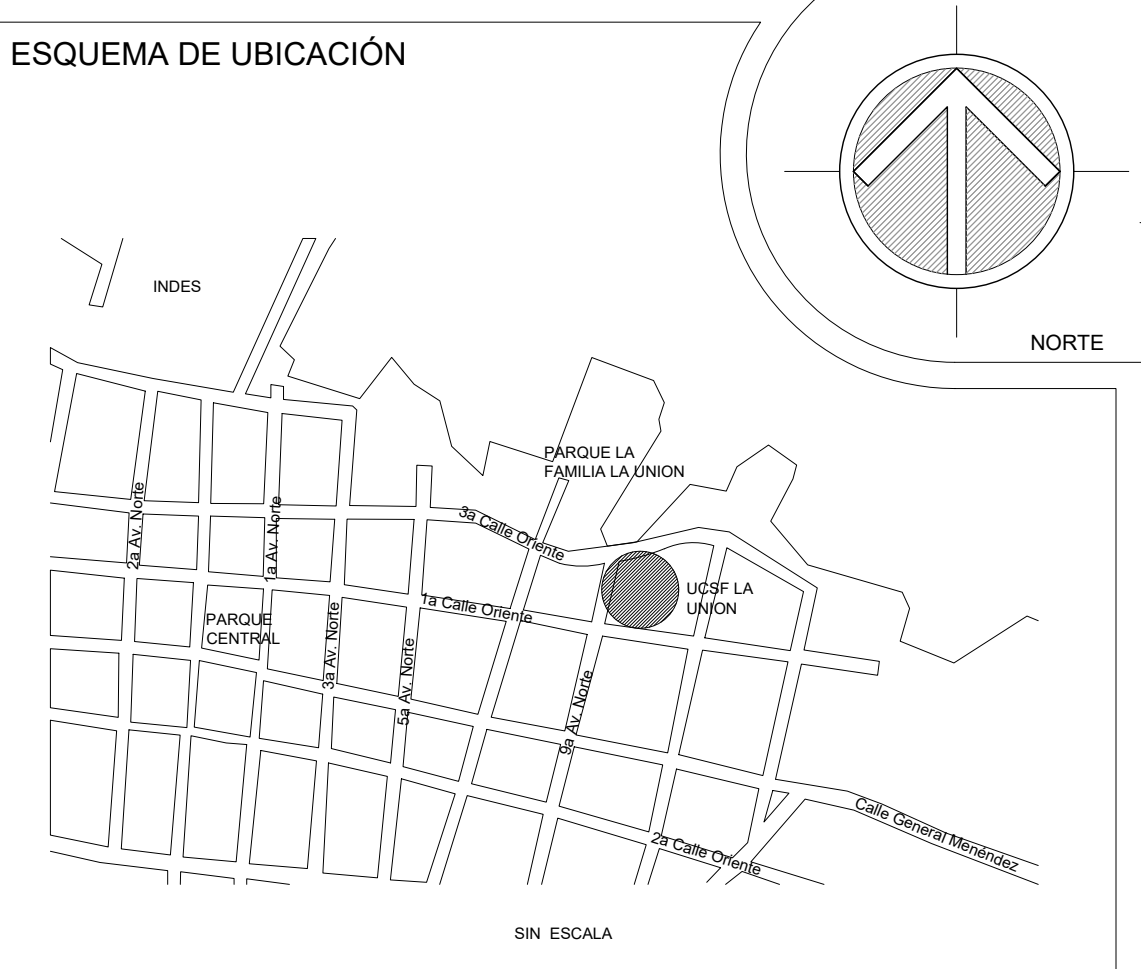 ESQUEMA DE UBICACIÓN
NORTE
INDES
PARQUE LA
FAMILIA LA UNION
2a Av. Norte
1a Av. Norte
3a Calle Oriente
UCSF LA
UNION
1a Calle Oriente
PARQUE
CENTRAL
3a Av. Norte
5a Av. Norte
9a Av. Norte
Calle General Menéndez
2a Calle Oriente
SIN ESCALA